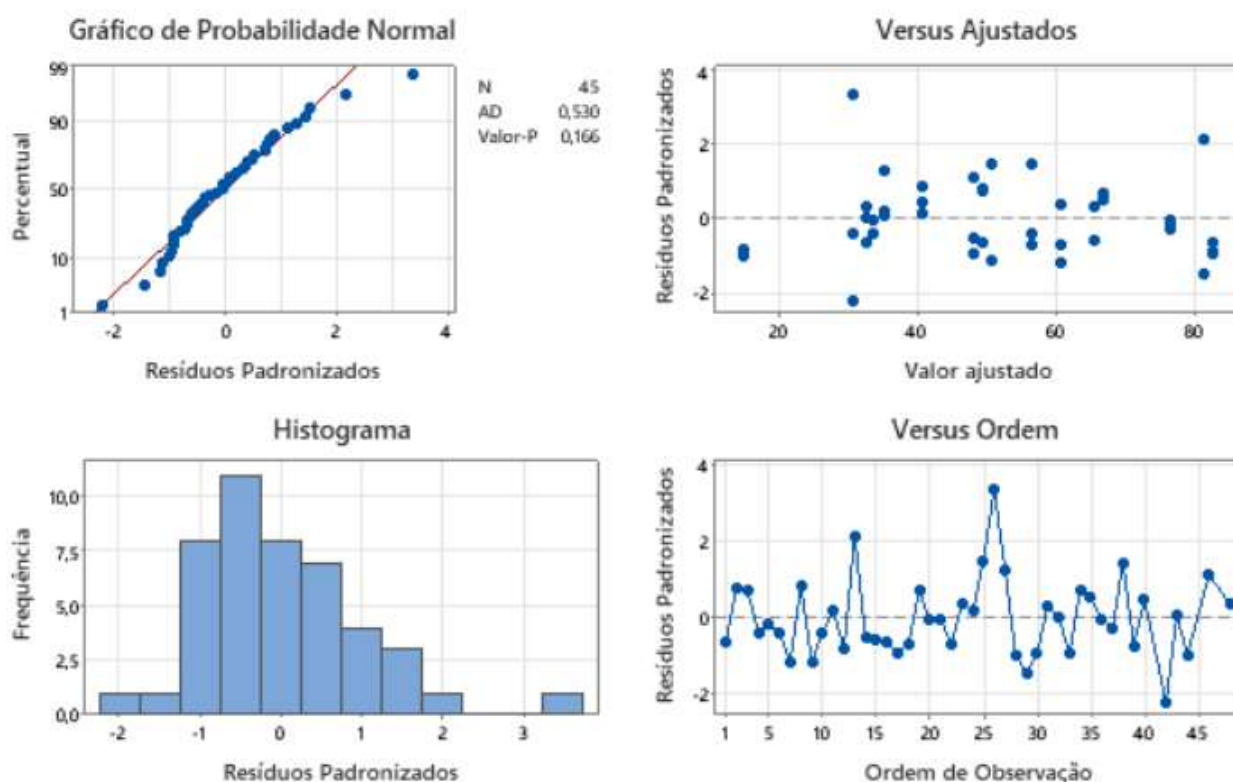 Gráfico de Probabilidade Normal
99
90
50
10
1
Percentual
-2 0 2 4
Resíduos Padronizados
N 45
AD 0,530
Valor-P 0,166
Versus Ajustados
4
2
0
-2
Resíduos Padronizados
20 40 60 80
Valor ajustado
Histograma
10,0
7,5
5,0
2,5
0,0
Frequência
-2 -1 0 1 2 3
Resíduos Padronizados
Versus Ordem
4
2
0
-2
Resíduos Padronizados
1 5 10 15 20 25 30 35 40 45
Ordem de Observação